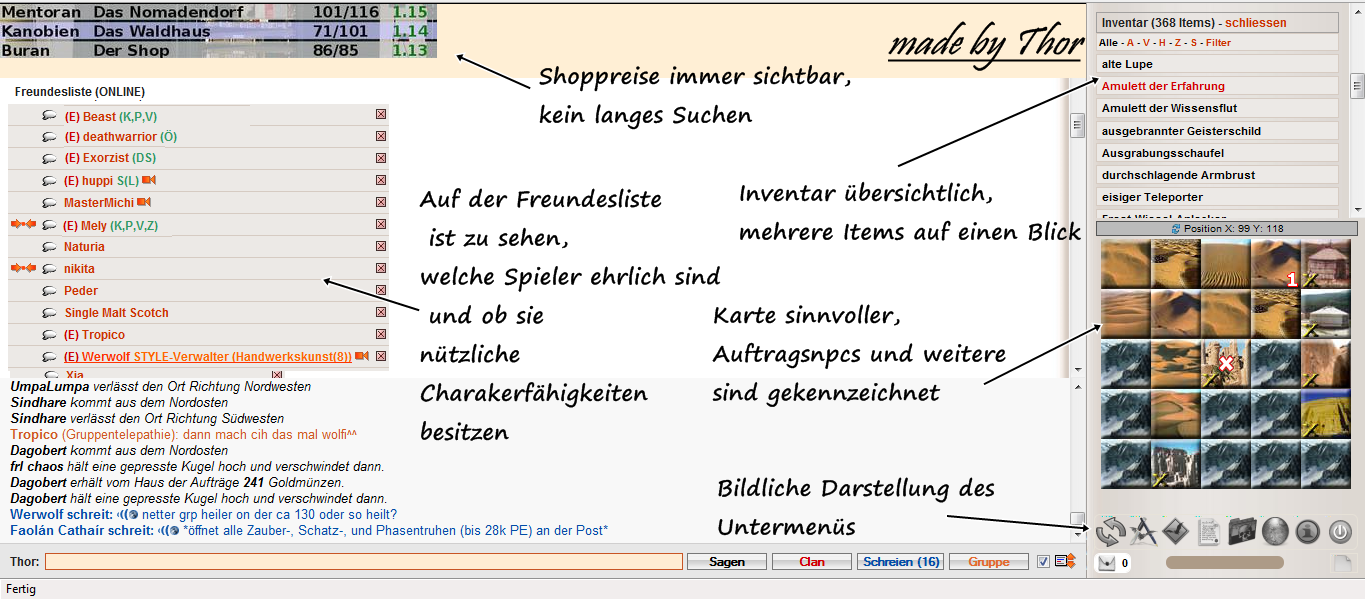 Mentoran Das Nomadendorf 101/116 1.15
Kanobien Das Waldhaus 71/101 1.14
Buran Der Shop 86/85 1.13
made by Thor
Shoppreise immer sichtbar,
kein langes Suchen
Freundesliste (ONLINE)
(E) Beast (K,P,V)
(E) deathwarrior (Ö)
(E) Exorzist (DS)
(E) huppi S(L)
MasterMichi
(E) Mely (K,P,V,Z)
Naturia
nikita
Peder
Single Malt Scotch
(E) Tropico
(E) Werwolf STYLE-Verwalter (Handwerkskunst(8))
Xia
Auf der Freundesliste
ist zu sehen,
welche Spieler ehrlich sind
und ob sie
nützliche
Charakerfähigkeiten
besitzen
Inventar übersichtlich,
mehrere Items auf einen Blick
Karte sinnvoller,
Auftragsnpcs und weitere
sind gekennzeichnet
Bildliche Darstellung des
Untermenüs
UmpaLumpa verlässt den Ort Richtung Nordwesten
Sindhare kommt aus dem Nordosten
Sindhare verlässt den Ort Richtung Südwesten
Tropico (Gruppentelepathie): dann mach cih das mal wolfi^^
Dagobert kommt aus dem Nordosten
frl chaos hält eine gepresste Kugel hoch und verschwindet dann.
Dagobert erhält vom Haus der Aufträge 241 Goldmünzen.
Dagobert hält eine gepresste Kugel hoch und verschwindet dann.
Werwolf schreit: netter grp heiler on der ca 130 oder so heilt?
Faolán Cathaír schreit: *öffnet alle Zauber-, Schatz-, und Phasentruhen (bis 28k PE) an der Post*
Thor: Sagen Clan Schreien (16) Gruppe
Fertig
Inventar (368 Items) - schliessen
Alle - A - V - H - Z - S - Filter
alte Lupe
Amulett der Erfahrung
Amulett der Wissensflut
ausgebrannter Geisterschild
Ausgrabungsschaufel
durchschlagende Armbrust
eisiger Teleporter
Position X: 99 Y: 118
1
0